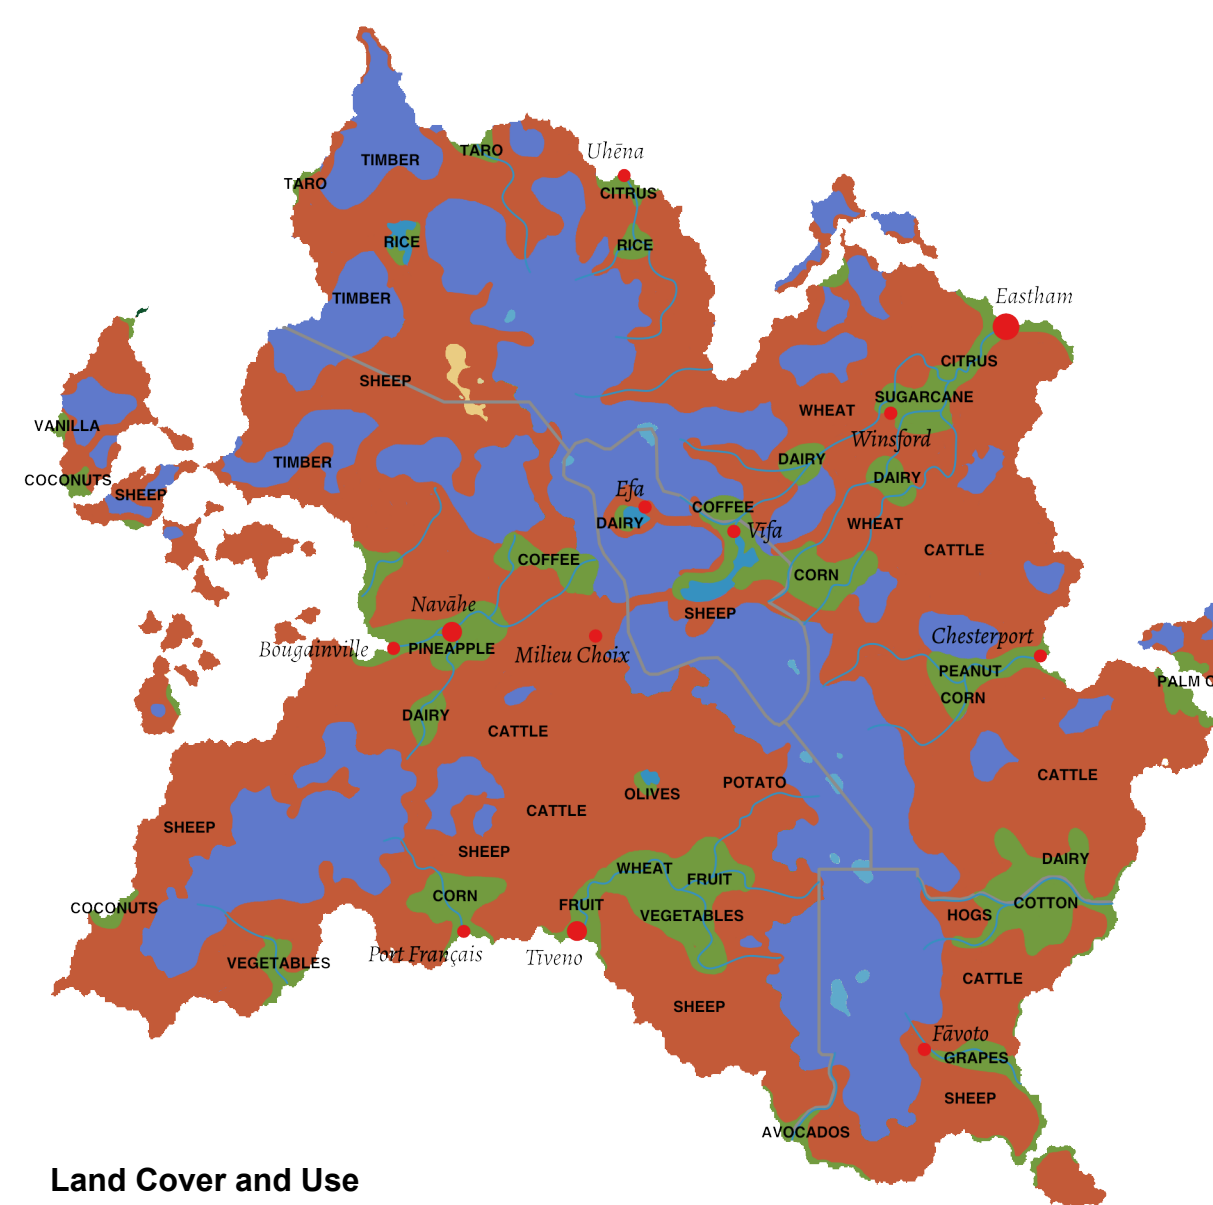 Uhēna
TARO
TIMBER
TARO
CITRUS
RICE
RICE
TIMBER
Eastham
CITRUS
SHEEP
SUGARCANE
WHEAT
VANILLA
Winsford
TIMBER
DAIRY
COCONUTS
SHEEP
DAIRY
Efa
COFFEE
DAIRY
Vīfa
WHEAT
CATTLE
COFFEE
CORN
Navāhe
SHEEP
Bougainville
PINEAPPLE
Milieu Choix
Chesterport
PEANUT
PALM
CORN
DAIRY
CATTLE
CATTLE
POTATO
OLIVES
CATTLE
SHEEP
SHEEP
DAIRY
WHEAT
FRUIT
CORN
FRUIT
COCONUTS
VEGETABLES
HOGS
COTTON
Port Français
Tīveno
VEGETABLES
CATTLE
SHEEP
Fāvoto
GRAPES
SHEEP
AVOCADOS
Land Cover and Use